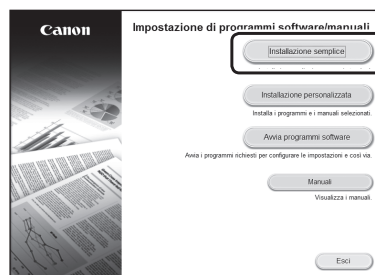 Canon
Impostazione di programmi software/manuali
Installazione semplice
Installazione personalizzata
Installa i programmi e i manuali selezionati.
Avvia programmi software
Avvia i programmi richiesti per configurare le impostazioni e così via.
Manuali
Visualizza i manuali.
Esci